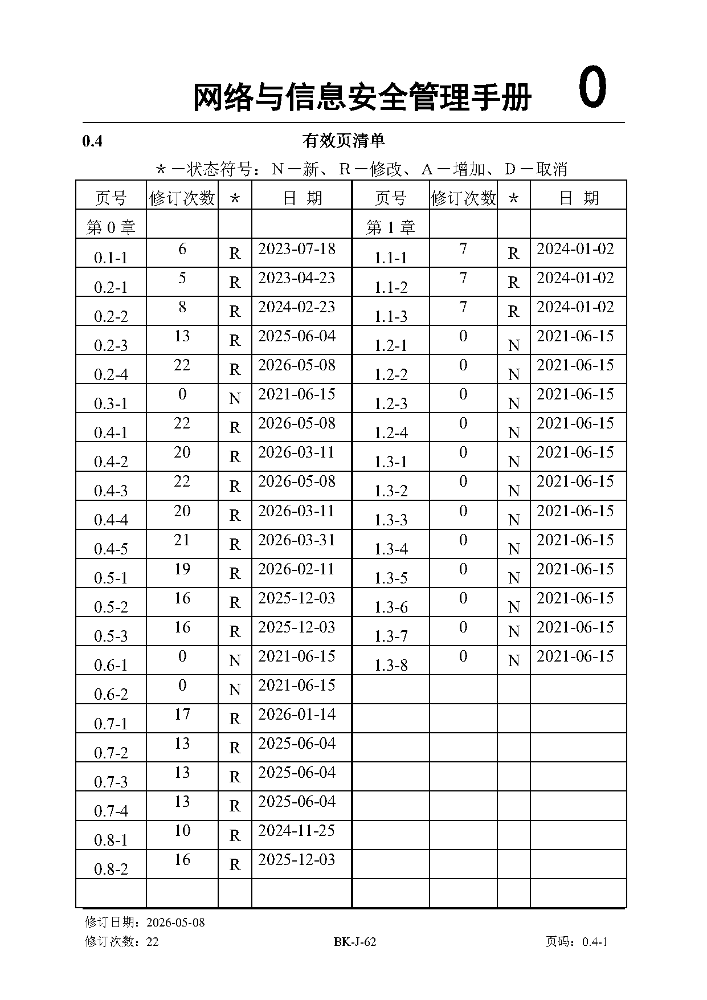 网络与信息安全管理手册 0
0.4 有效页清单
＊－状态符号：Ｎ－新、Ｒ－修改、Ａ－增加、Ｄ－取消
页号 修订次数 ＊ 日 期 页号 修订次数 ＊ 日 期
第 0 章 第 1 章
0.1-1 6 R 2023-07-18 1.1-1 7 R 2024-01-02
0.2-1 5 R 2023-04-23 1.1-2 7 R 2024-01-02
0.2-2 8 R 2024-02-23 1.1-3 7 R 2024-01-02
0.2-3 13 R 2025-06-04 1.2-1 0 N 2021-06-15
0.2-4 22 R 2026-05-08 1.2-2 0 N 2021-06-15
0.3-1 0 N 2021-06-15 1.2-3 0 N 2021-06-15
0.4-1 22 R 2026-05-08 1.2-4 0 N 2021-06-15
0.4-2 20 R 2026-03-11 1.3-1 0 N 2021-06-15
0.4-3 22 R 2026-05-08 1.3-2 0 N 2021-06-15
0.4-4 20 R 2026-03-11 1.3-3 0 N 2021-06-15
0.4-5 21 R 2026-03-31 1.3-4 0 N 2021-06-15
0.5-1 19 R 2026-02-11 1.3-5 0 N 2021-06-15
0.5-2 16 R 2025-12-03 1.3-6 0 N 2021-06-15
0.5-3 16 R 2025-12-03 1.3-7 0 N 2021-06-15
0.6-1 0 N 2021-06-15 1.3-8 0 N 2021-06-15
0.6-2 0 N 2021-06-15
0.7-1 17 R 2026-01-14
0.7-2 13 R 2025-06-04
0.7-3 13 R 2025-06-04
0.7-4 13 R 2025-06-04
0.8-1 10 R 2024-11-25
0.8-2 16 R 2025-12-03
修订日期：2026-05-08
修订次数：22 BK-J-62 页码：0.4-1